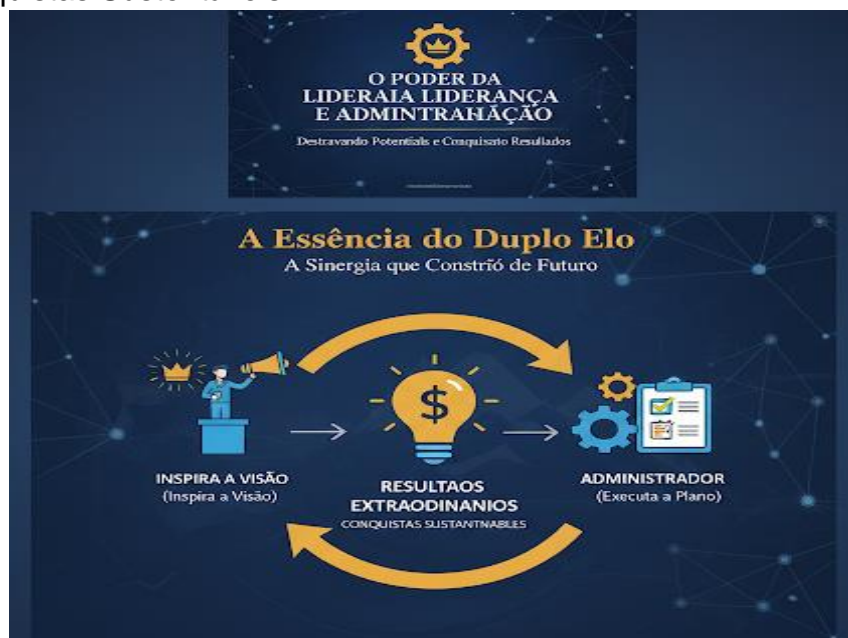 O PODER DA
LIDERAIA LIDERANÇA
E ADMINTRAHÃÇÃO
Destravando Potentials e Conquisato Resullados
A Essência do Duplo Elo
A Sinergia que Constrió de Futuro
INSPIRA A VISÃO
(Inspira a Visão)
RESULTAOS
EXTRAODINANIOS
CONQUISTAS SUSTANTNABLES
ADMINISTRADOR
(Executa a Plano)